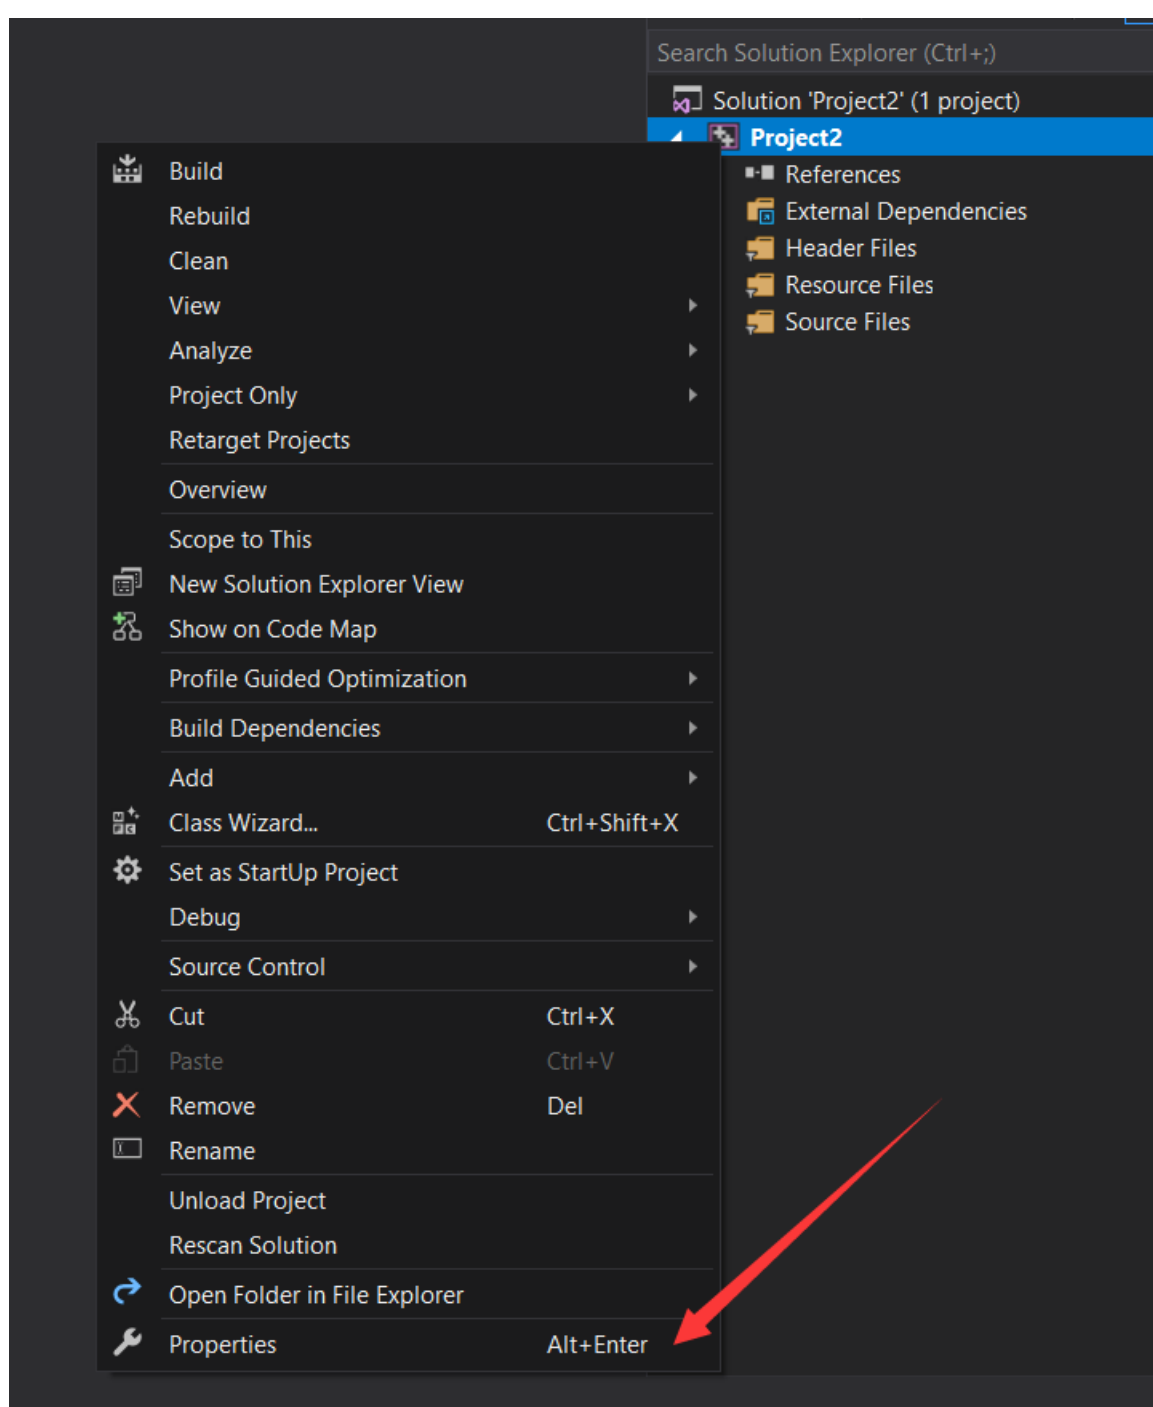 Search Solution Explorer (Ctrl+;)
Solution 'Project2' (1 project)
Project2
References
External Dependencies
Header Files
Resource Files
Source Files
Build
Rebuild
Clean
View
Analyze
Project Only
Retarget Projects
Overview
Scope to This
New Solution Explorer View
Show on Code Map
Profile Guided Optimization
Build Dependencies
Add
Class Wizard... Ctrl+Shift+X
Set as StartUp Project
Debug
Source Control
Cut Ctrl+X
Paste Ctrl+V
Remove Del
Rename
Unload Project
Rescan Solution
Open Folder in File Explorer
Properties Alt+Enter